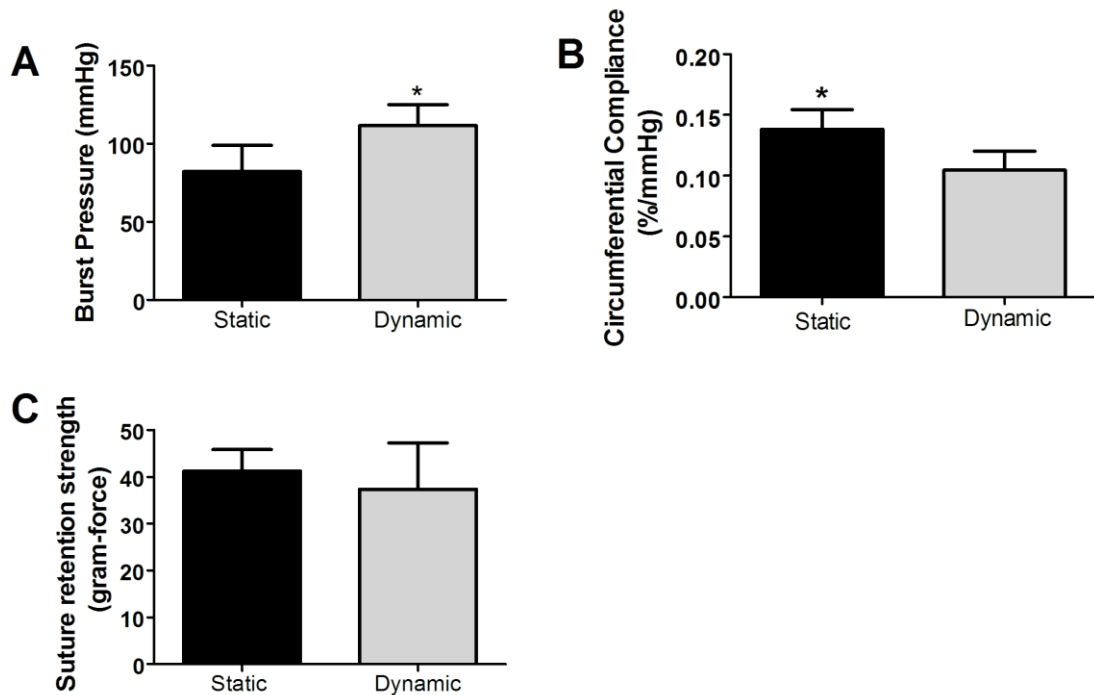 A
Burst Pressure (mmHg)
150
100
50
0
*
Static
Dynamic
B
Circumferential Compliance
(%/mmHg)
0.20
0.15
0.10
0.05
0.00
*
Static
Dynamic
C
Suture retention strength
(gram-force)
50
40
30
20
10
0
Static
Dynamic